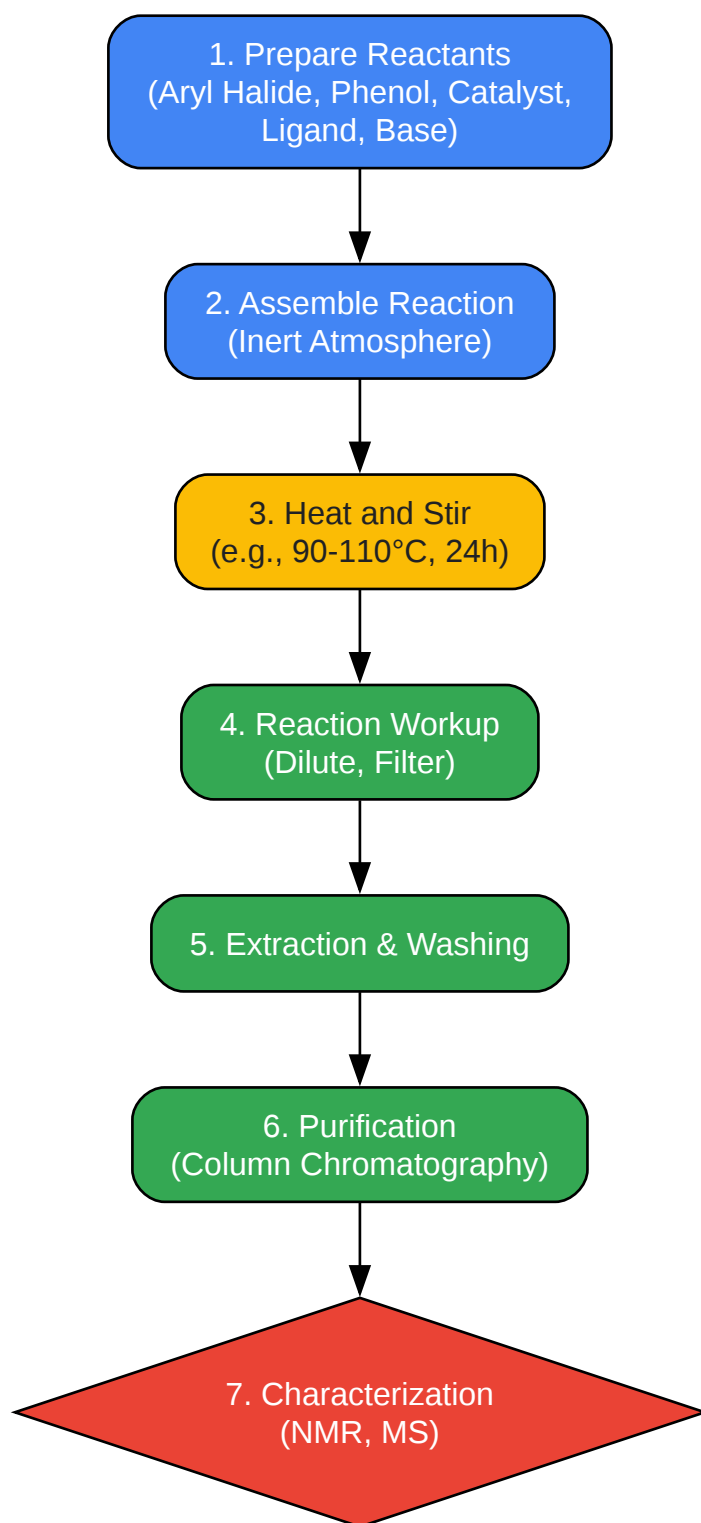 1. Prepare Reactants
(Aryl Halide, Phenol, Catalyst,
Ligand, Base)
2. Assemble Reaction
(Inert Atmosphere)
3. Heat and Stir
(e.g., 90-110°C, 24h)
4. Reaction Workup
(Dilute, Filter)
5. Extraction & Washing
6. Purification
(Column Chromatography)
7. Characterization
(NMR, MS)